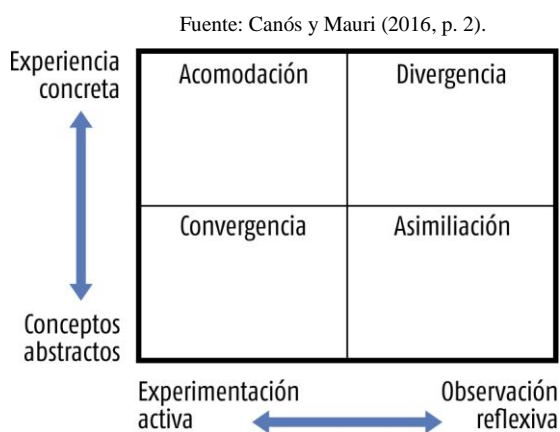 Fuente: Canós y Mauri (2016, p. 2).
Experiencia
concreta
Acomodación
Divergencia
Convergencia
Asimiliación
Conceptos
abstractos
Experimentación
activa
Observación
reflexiva